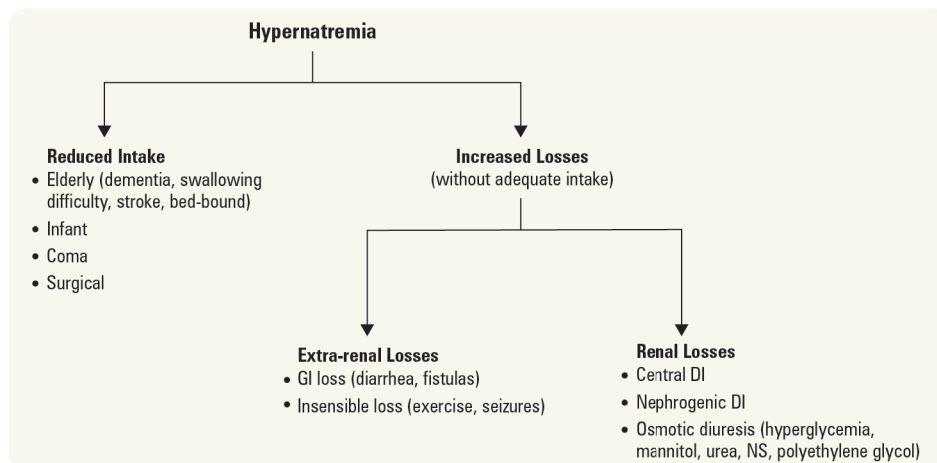 Hypernatremia
Reduced Intake
• Elderly (dementia, swallowing
difficulty, stroke, bed-bound)
• Infant
• Coma
• Surgical
Increased Losses
(without adequate intake)
Extra-renal Losses
• GI loss (diarrhea, fistulas)
• Insensible loss (exercise, seizures)
Renal Losses
• Central DI
• Nephrogenic DI
• Osmotic diuresis (hyperglycemia,
mannitol, urea, NS, polyethylene glycol)